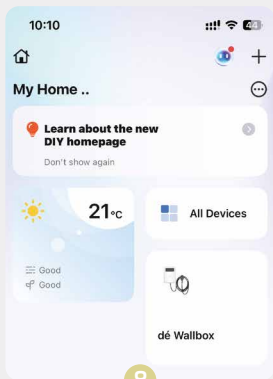 10:10
44
My Home ..
Learn about the new
DIY homepage
Don't show again
21°C
All Devices
Good
Good
dé Wallbox